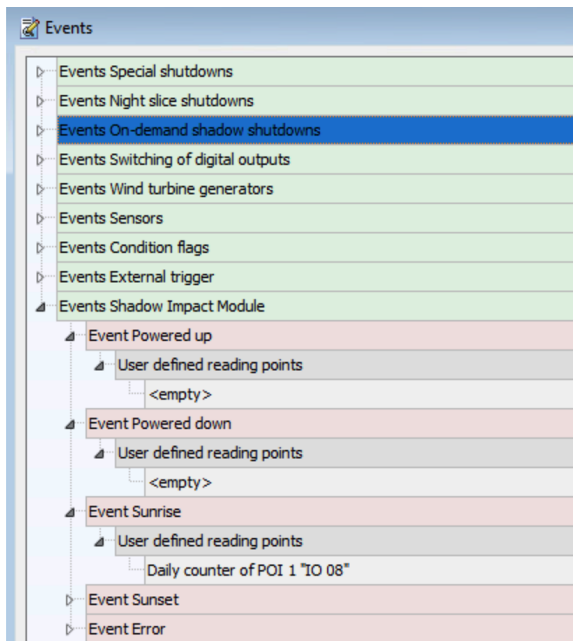 Events
Events Special shutdowns
Events Night slice shutdowns
Events On-demand shadow shutdowns
Events Switching of digital outputs
Events Wind turbine generators
Events Sensors
Events Condition flags
Events External trigger
Events Shadow Impact Module
Event Powered up
User defined reading points
<empty>
Event Powered down
User defined reading points
<empty>
Event Sunrise
User defined reading points
Daily counter of POI 1 "IO 08"
Event Sunset
Event Error